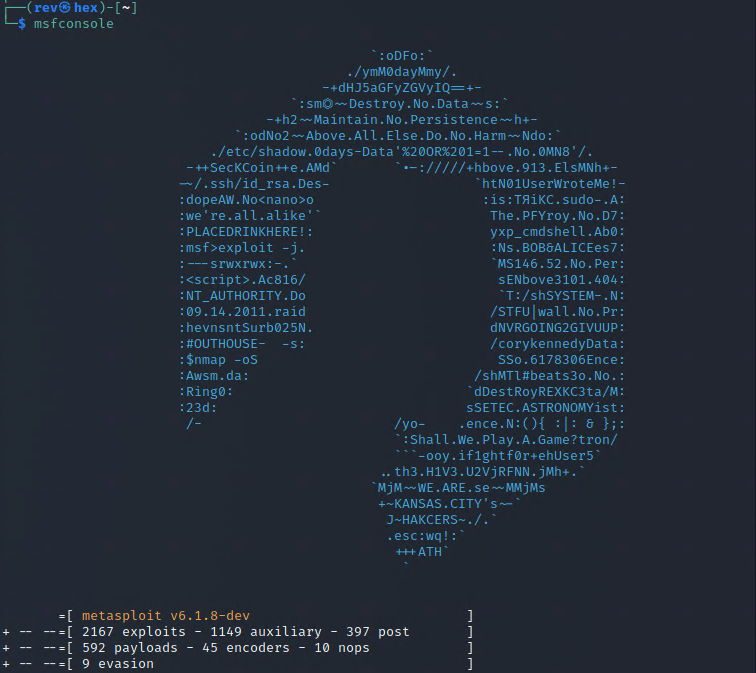 ┌──(rev㉿hex)-[~]
└─$ msfconsole
`:oDFo:`
./ymM0dayMmy/.
-+dHJ5aGFyZGVyIQ==+-
`:sm⏣~~Destroy.No.Data~~s:`
-+h2~~Maintain.No.Persistence~~h+-
`:odNo2~~Above.All.Else.Do.No.Harm~~Ndo:`
./etc/shadow.0days-Data'%20OR%201=1--.No.0MN8'/.
-++SecKCoin++e.AMd` `.-://///+hbove.913.ElsMNh+-
-~/.ssh/id_rsa.Des- `htN01UserWroteMe!-
:dopeAW.No<nano>o :is:TЯiKC.sudo-.A:
:we're.all.alike'` The.PFYroy.No.D7:
:PLACEDRINKHERE!: yxp_cmdshell.Ab0:
:msf>exploit -j. :Ns.BOB&ALICEes7:
:---srwxrwx:-.` `MS146.52.No.Per:
:<script>.Ac816/ sENbove3101.404:
:NT_AUTHORITY.Do `T:/shSYSTEM-.N:
:09.14.2011.raid /STFU|wall.No.Pr:
:hevnsntSurb025N. dNVRGOING2GIVUUP:
:#OUTHOUSE-  -s: /corykennedyData:
:$nmap -oS SSo.6178306Ence:
:Awsm.da: /shMTl#beats3o.No.:
:Ring0: `dDestRoyREXKC3ta/M:
:23d: sSETEC.ASTRONOMYist:
/- /yo-    .ence.N:(){ :|: & };:
`:Shall.We.Play.A.Game?tron/
```-ooy.if1ghtf0r+ehUser5`
..th3.H1V3.U2VjRFNN.jMh+.`
`MjM~~WE.ARE.se~~MMjMs
+~KANSAS.CITY's~-`
J~HAKCERS~./.`
.esc:wq!:`
+++ATH`
`
=[ metasploit v6.1.8-dev ]
+ -- --=[ 2167 exploits - 1149 auxiliary - 397 post ]
+ -- --=[ 592 payloads - 45 encoders - 10 nops ]
+ -- --=[ 9 evasion ]